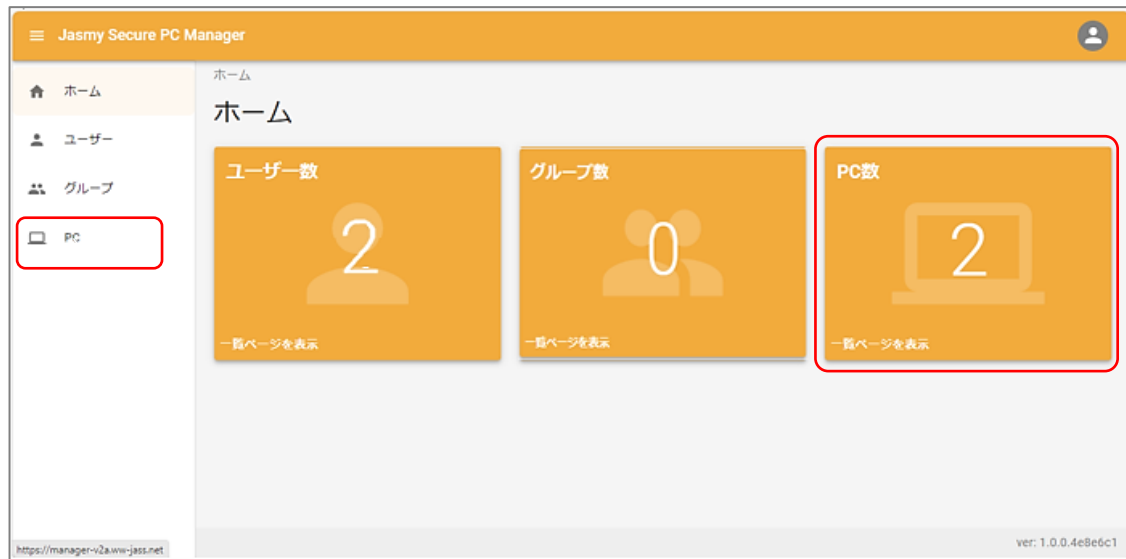 Jasmy Secure PC Manager
ホーム
ユーザー
グループ
PC
ホーム
ホーム
ユーザー数
2
一覧ページを表示
グループ数
0
一覧ページを表示
PC数
2
一覧ページを表示
https://manager-v2a.ww-jass.net
ver: 1.0.0.4e8e6c1